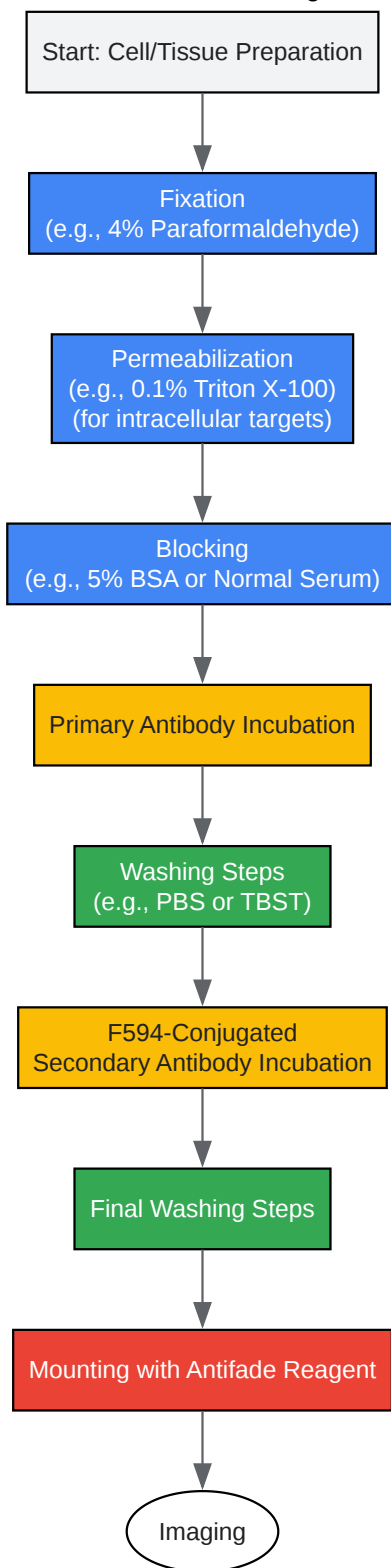 Start: Cell/Tissue Preparation
Fixation
(e.g., 4% Paraformaldehyde)
Permeabilization
(e.g., 0.1% Triton X-100)
(for intracellular targets)
Blocking
(e.g., 5% BSA or Normal Serum)
Primary Antibody Incubation
Washing Steps
(e.g., PBS or TBST)
F594-Conjugated
Secondary Antibody Incubation
Final Washing Steps
Mounting with Antifade Reagent
Imaging